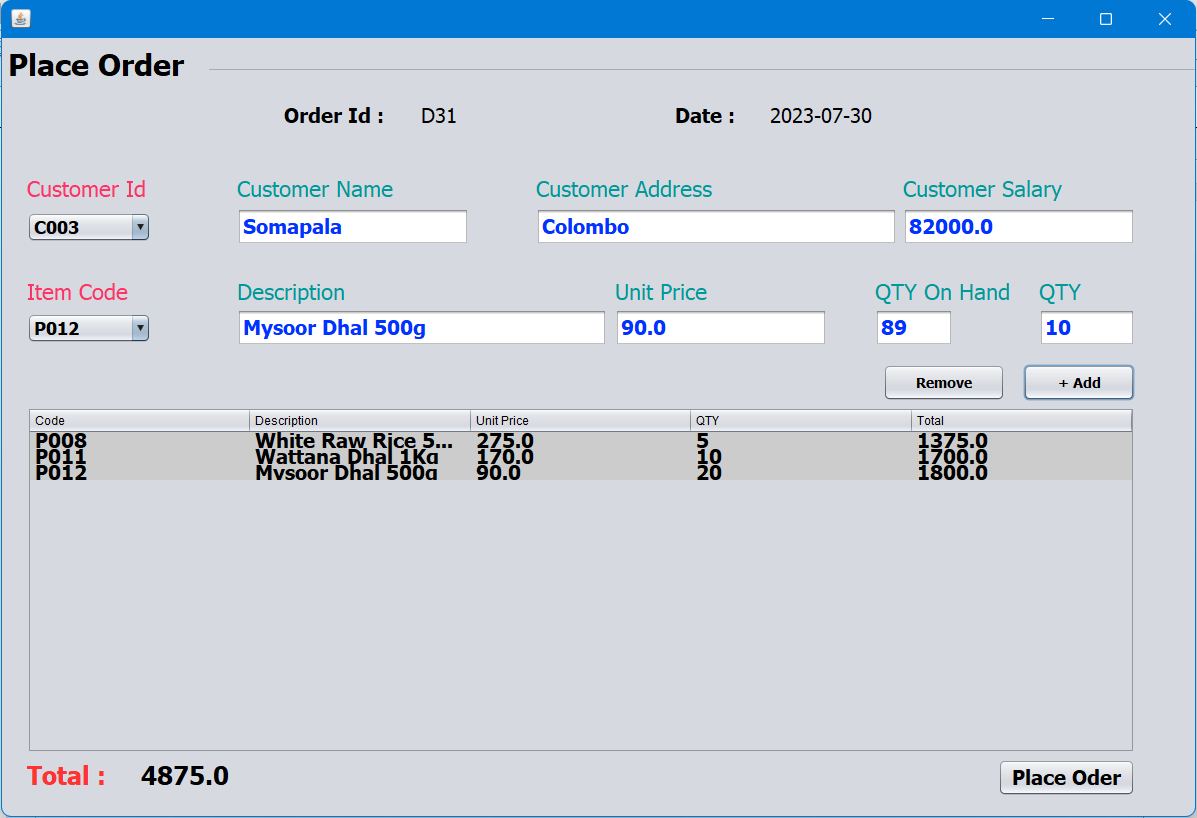 Place Order
Order Id : D31 Date : 2023-07-30
Customer Id Customer Name Customer Address Customer Salary
C003 Somapala Colombo 82000.0
Item Code Description Unit Price QTY On Hand QTY
P012 Mysoor Dhal 500g 90.0 89 10
Remove + Add
Code Description Unit Price QTY Total
P008 White Raw Rice 5... 275.0 5 1375.0
P011 Wattana Dhal 1Kg 170.0 10 1700.0
P012 Mysoor Dhal 500g 90.0 20 1800.0
Total : 4875.0 Place Oder